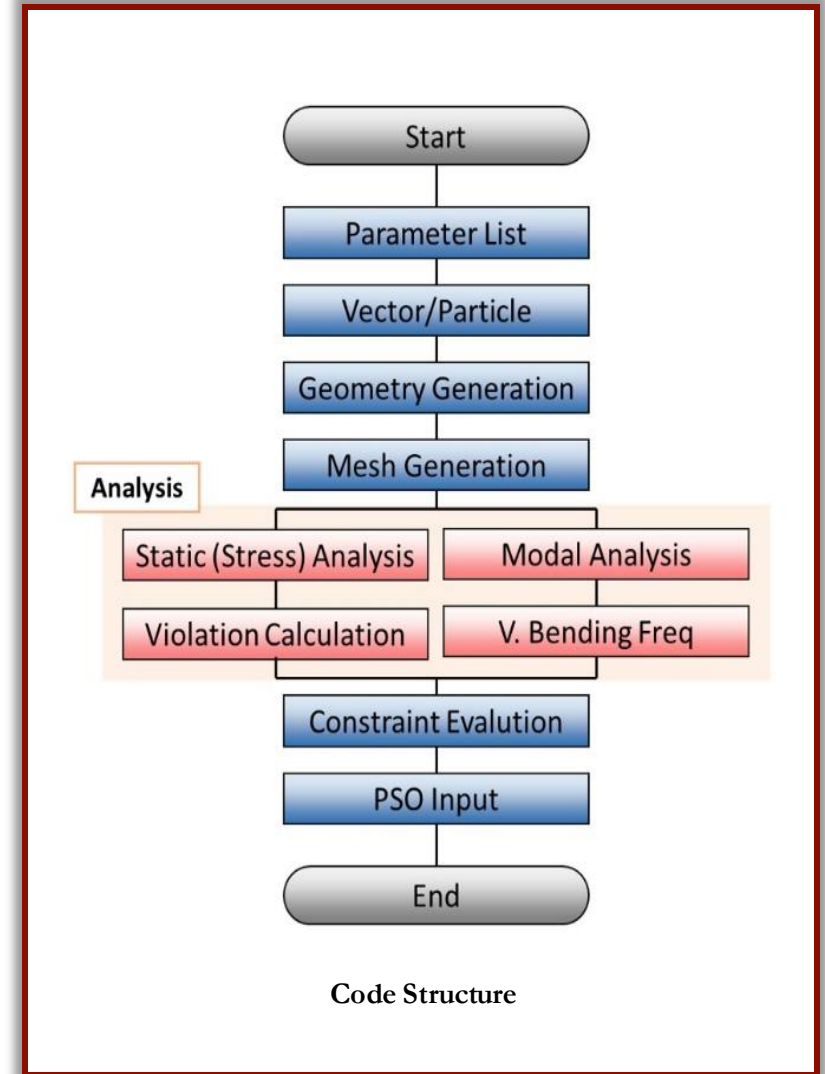 Start
Parameter List
Vector/Particle
Geometry Generation
Mesh Generation
Analysis
Static (Stress) Analysis
Modal Analysis
Violation Calculation
V. Bending Freq
Constraint Evalution
PSO Input
End
Code Structure